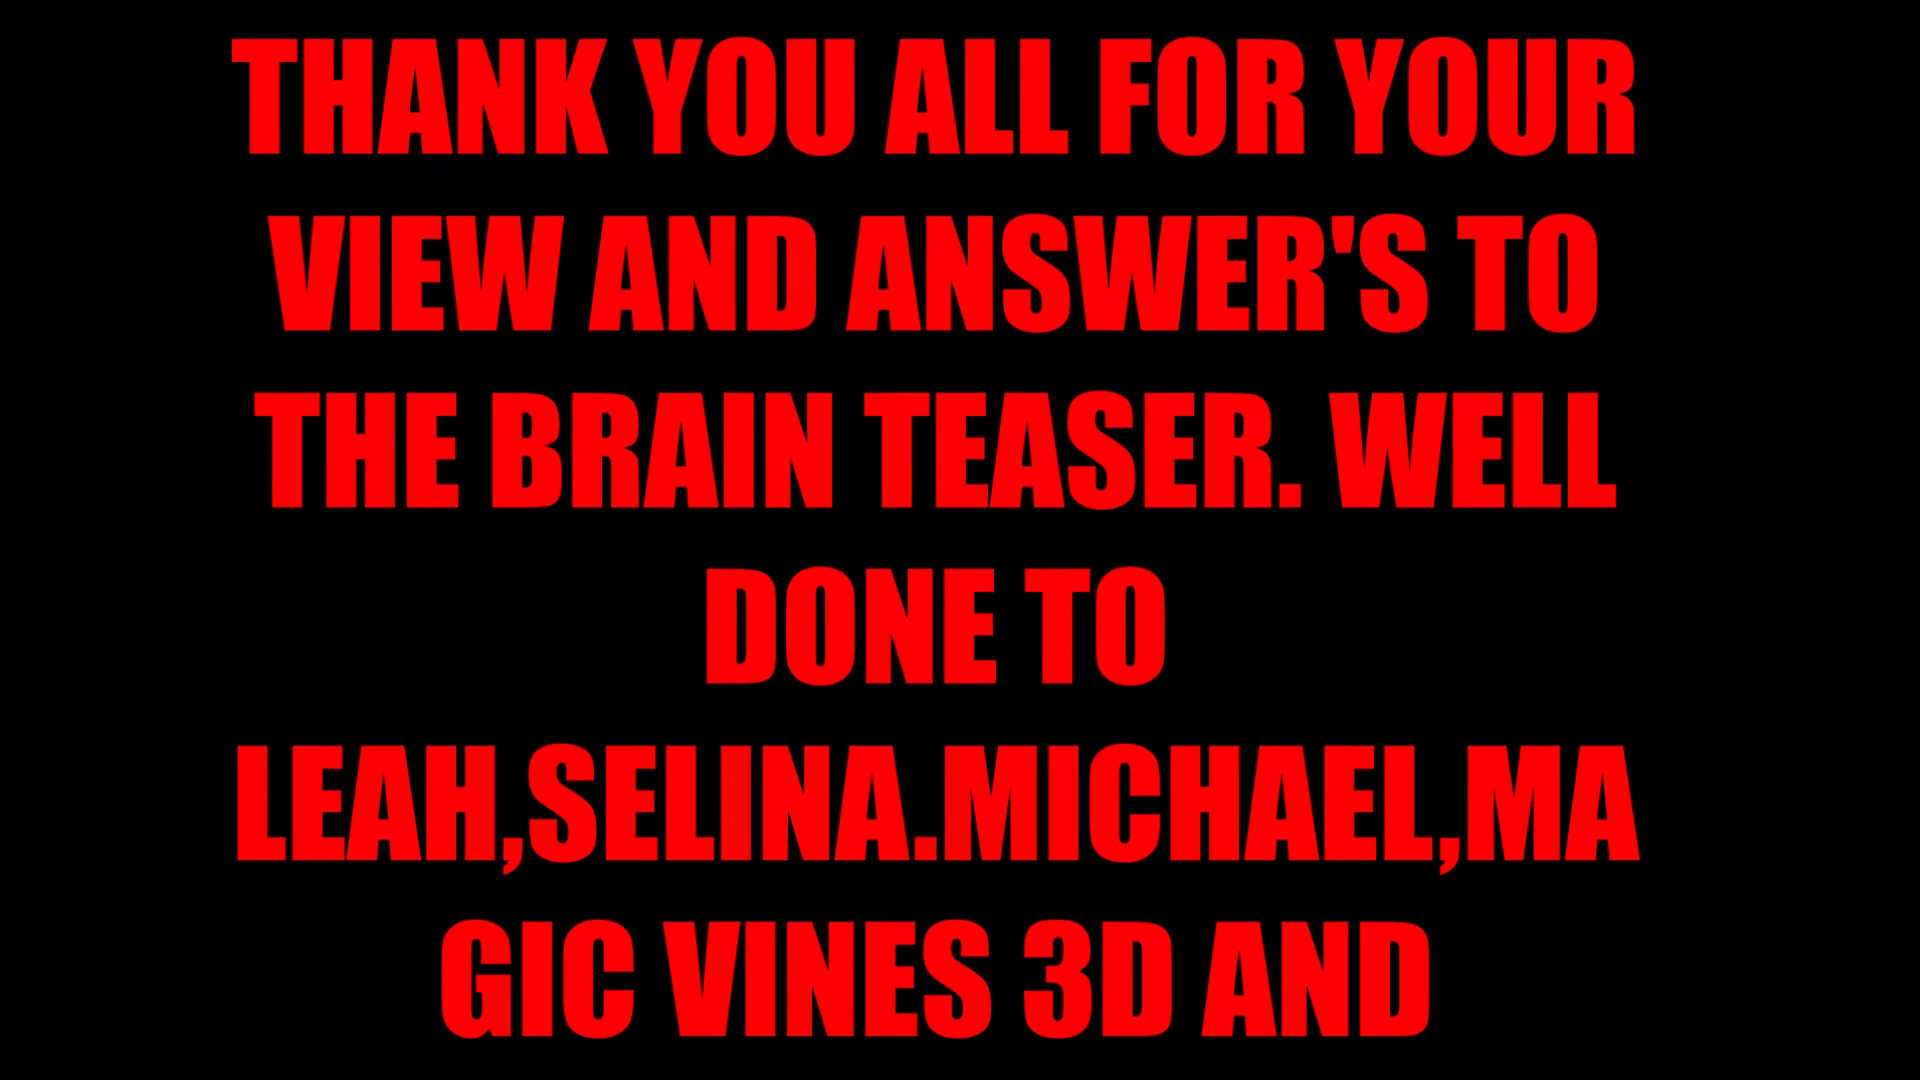 THANK YOU ALL FOR YOUR
VIEW AND ANSWER'S TO
THE BRAIN TEASER. WELL
DONE TO
LEAH,SELINA.MICHAEL,MA
GIC VINES 3D AND